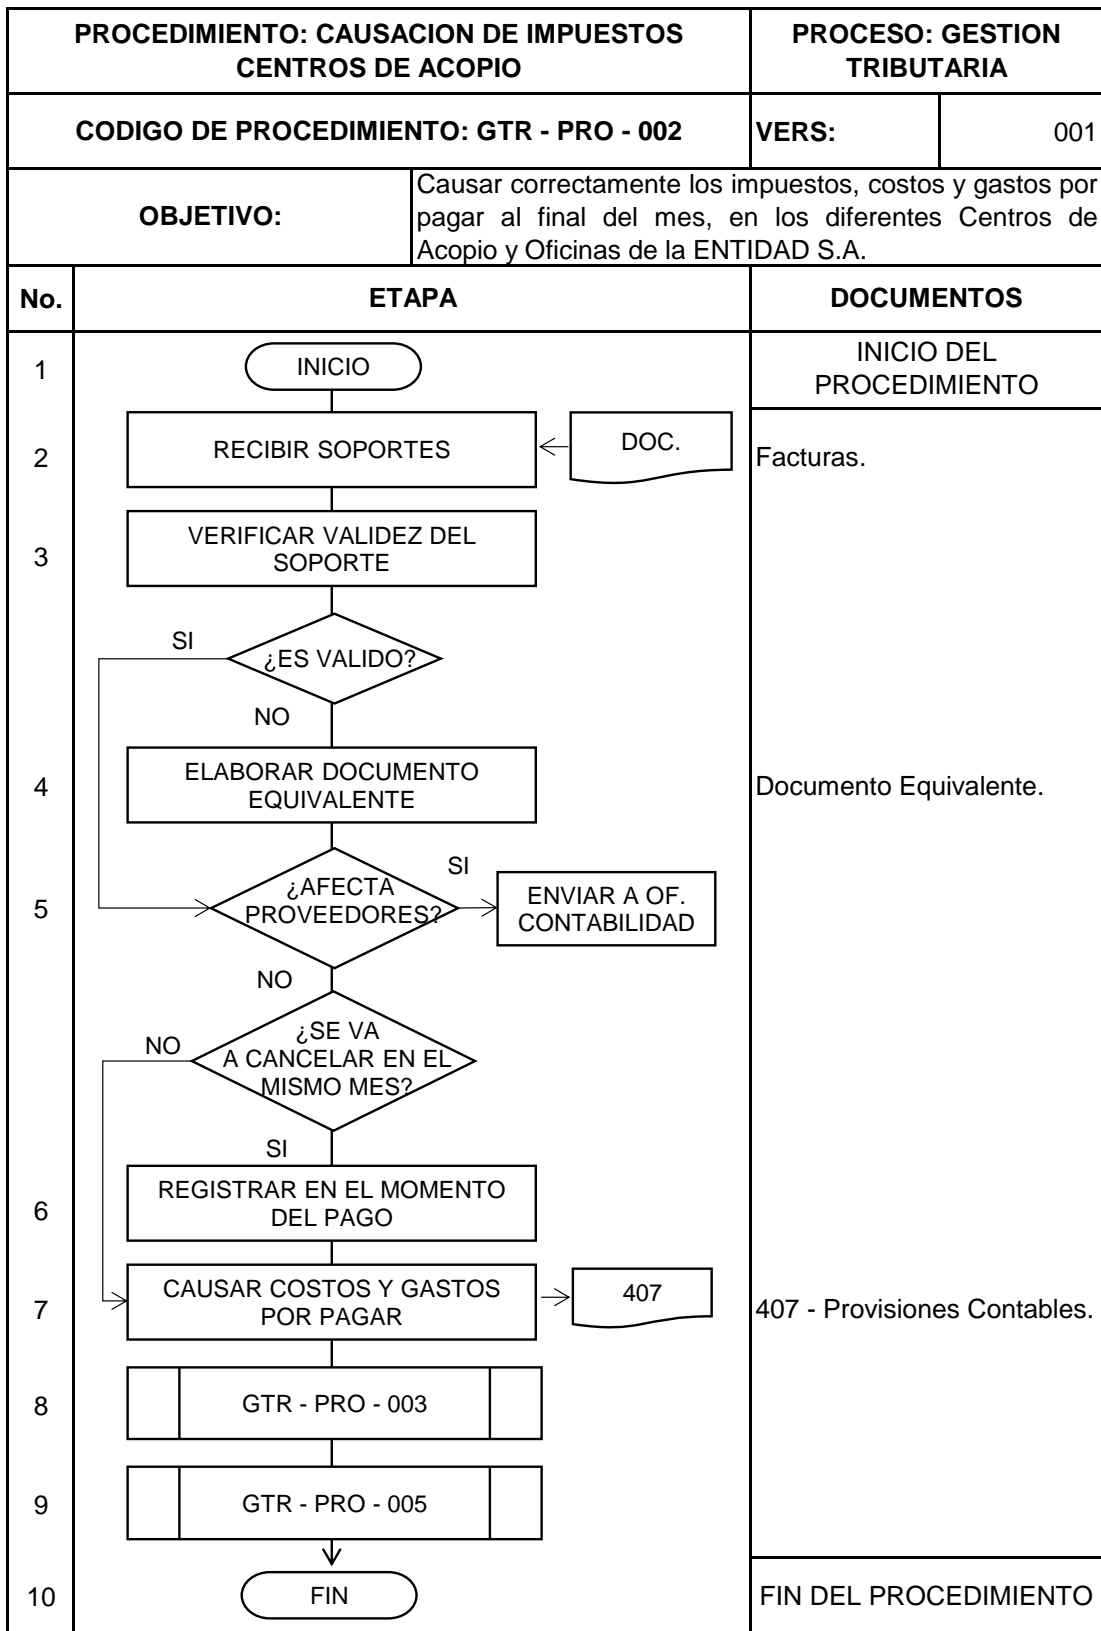 PROCEDIMIENTO: CAUSACION DE IMPUESTOS
CENTROS DE ACOPIO
PROCESO: GESTION
TRIBUTARIA
CODIGO DE PROCEDIMIENTO: GTR - PRO - 002
VERS:
001
OBJETIVO:
Causar correctamente los impuestos, costos y gastos por
pagar al final del mes, en los diferentes Centros de
Acopio y Oficinas de la ENTIDAD S.A.
No.
ETAPA
DOCUMENTOS
1
INICIO
INICIO DEL
PROCEDIMIENTO
2
RECIBIR SOPORTES
DOC.
Facturas.
3
VERIFICAR VALIDEZ DEL
SOPORTE
SI
¿ES VALIDO?
NO
4
ELABORAR DOCUMENTO
EQUIVALENTE
Documento Equivalente.
5
¿AFECTA
PROVEEDORES?
SI
ENVIAR A OF.
CONTABILIDAD
NO
NO
¿SE VA
A CANCELAR EN EL
MISMO MES?
SI
6
REGISTRAR EN EL MOMENTO
DEL PAGO
7
CAUSAR COSTOS Y GASTOS
POR PAGAR
407
407 - Provisiones Contables.
8
GTR - PRO - 003
9
GTR - PRO - 005
10
FIN
FIN DEL PROCEDIMIENTO